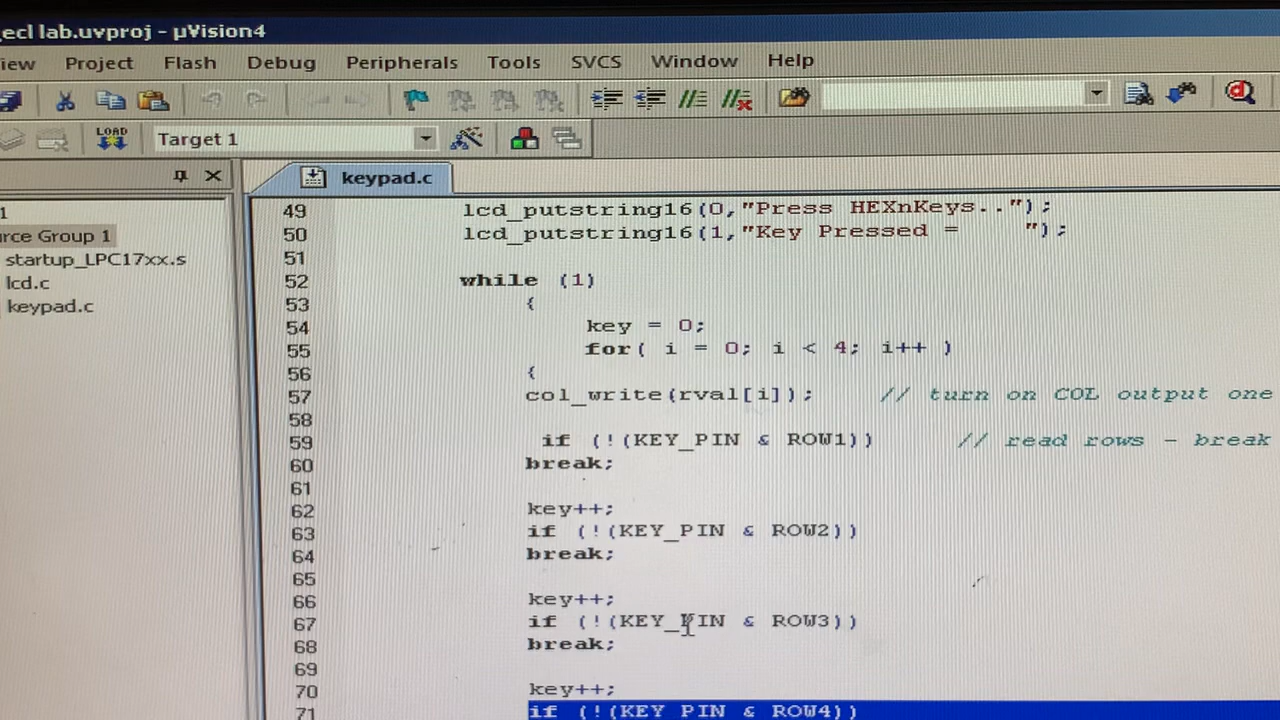 ecl lab.uvproj - µVision4
iew Project Flash Debug Peripherals Tools SVCS Window Help
LOAD Target 1
keypad.c
1
rce Group 1
startup_LPC17xx.s
lcd.c
keypad.c
49 lcd_putstring16(0,"Press HEXnKeys..");
50 lcd_putstring16(1,"Key Pressed =     ");
51
52 while (1)
53 {
54 key = 0;
55 for( i = 0; i < 4; i++ )
56 {
57 col_write(rval[i]); // turn on COL output one
58
59 if (!(KEY_PIN & ROW1)) // read rows - break
60 break;
61
62 key++;
63 if (!(KEY_PIN & ROW2))
64 break;
65
66 key++;
67 if (!(KEY_PIN & ROW3))
68 break;
69
70 key++;
71 if (!(KEY_PIN & ROW4))